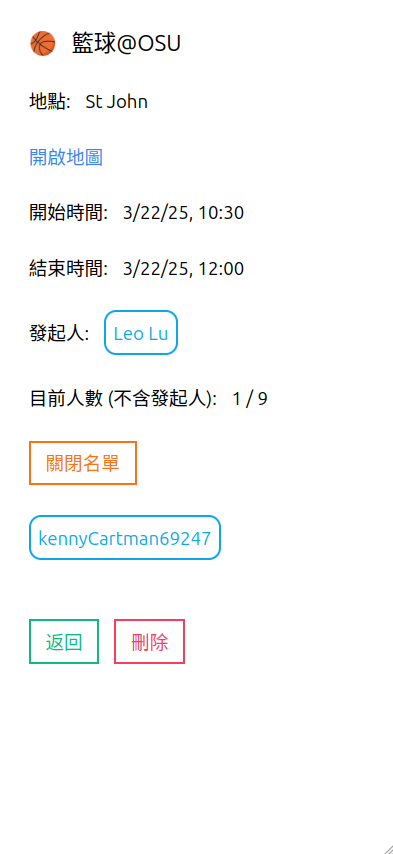 🏀 籃球@OSU
地點: St John
開啟地圖
開始時間: 3/22/25, 10:30
結束時間: 3/22/25, 12:00
發起人: Leo Lu
目前人數 (不含發起人): 1 / 9
關閉名單
kennyCartman69247
返回 刪除